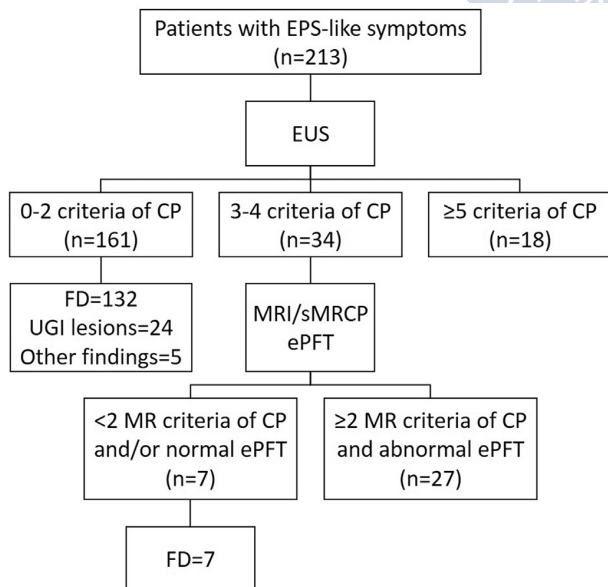 Patients with EPS-like symptoms
(n=213)
EUS
0-2 criteria of CP
(n=161)
3-4 criteria of CP
(n=34)
≥5 criteria of CP
(n=18)
FD=132
UGI lesions=24
Other findings=5
MRI/sMRCP
ePFT
<2 MR criteria of CP
and/or normal ePFT
(n=7)
≥2 MR criteria of CP
and abnormal ePFT
(n=27)
FD=7